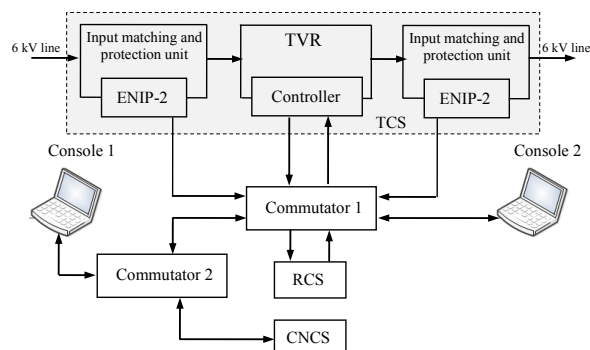 6 kV line
Input matching and
protection unit
ENIP-2
TVR
Controller
Input matching and
protection unit
ENIP-2
6 kV line
TCS
Console 1
Console 2
Commutator 1
Commutator 2
RCS
CNCS